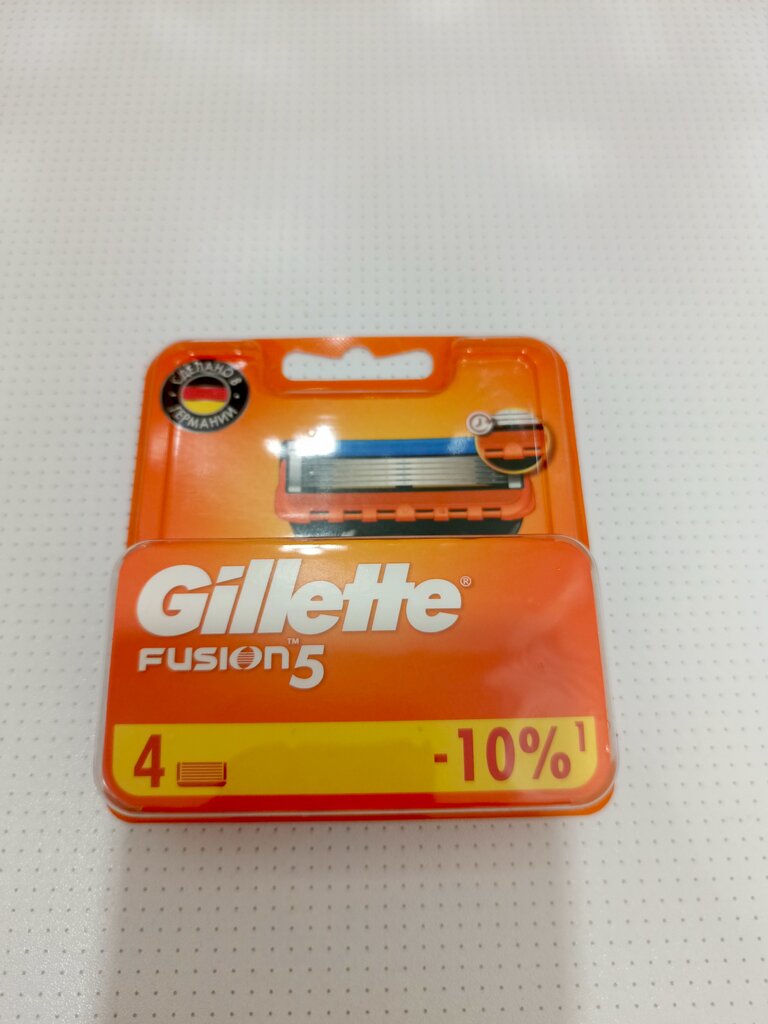 СДЕЛАНО В
ГЕРМАНИИ
Gillette®
FUSION™5
4
-10%¹